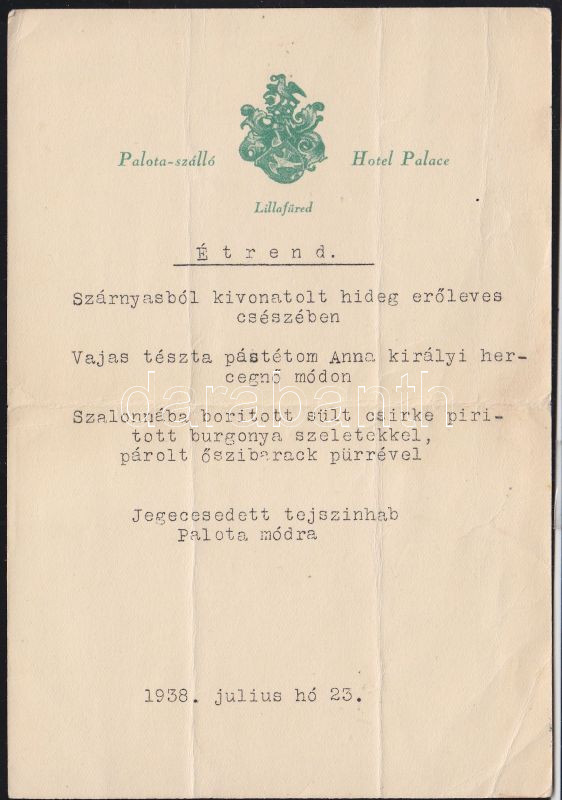 Palota-szálló Hotel Palace
Lillafüred
Étrend.
Szárnyasból kivonatolt hideg erőleves
csészében
Vajas tészta pástétom Anna királyi her-
cegnő módon
darabanth
Szalonnába boritott sült csirke piri-
tott burgonya szeletekkel,
párolt őszibarack pürrével
Jegecesedett tejszinhab
Palota módra
1938. julius hó 23.